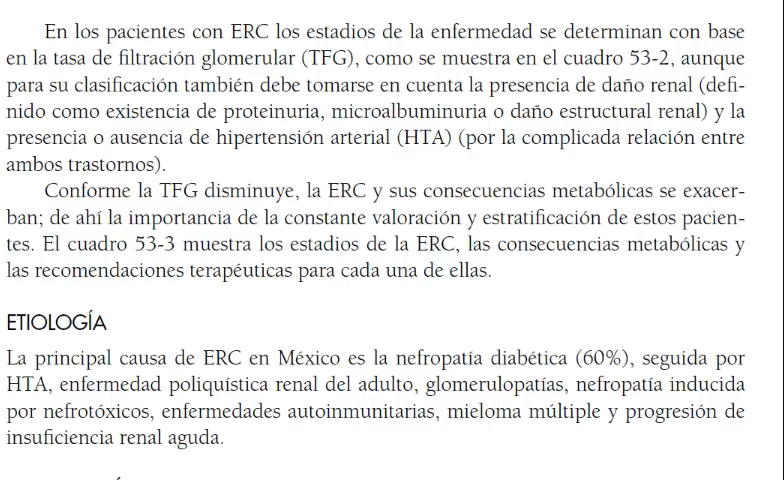 En los pacientes con ERC los estadios de la enfermedad se determinan con base
en la tasa de filtración glomerular (TFG), como se muestra en el cuadro 53-2, aunque
para su clasificación también debe tomarse en cuenta la presencia de daño renal (defi-
nido como existencia de proteinuria, microalbuminuria o daño estructural renal) y la
presencia o ausencia de hipertensión arterial (HTA) (por la complicada relación entre
ambos trastornos).
Conforme la TFG disminuye, la ERC y sus consecuencias metabólicas se exacer-
ban; de ahí la importancia de la constante valoración y estratificación de estos pacien-
tes. El cuadro 53-3 muestra los estadios de la ERC, las consecuencias metabólicas y
las recomendaciones terapéuticas para cada una de ellas.
ETIOLOGÍA
La principal causa de ERC en México es la nefropatía diabética (60%), seguida por
HTA, enfermedad poliquística renal del adulto, glomerulopatías, nefropatía inducida
por nefrotóxicos, enfermedades autoinmunitarias, mieloma múltiple y progresión de
insuficiencia renal aguda.